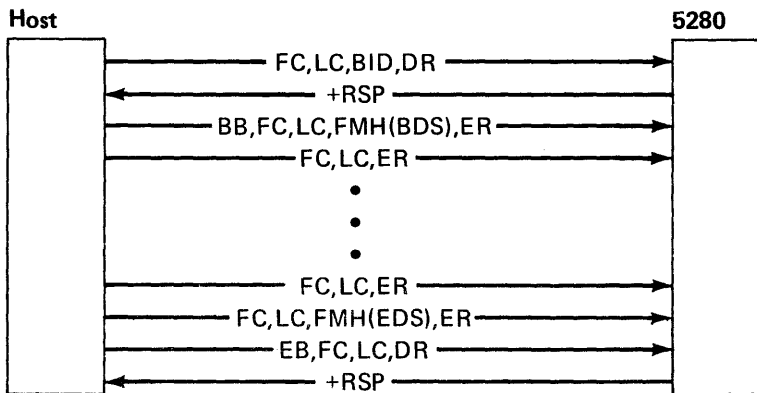 Host 5280
FC,LC,BID,DR
+RSP
BB,FC,LC,FMH(BDS),ER
FC,LC,ER
FC,LC,ER
FC,LC,FMH(EDS),ER
EB,FC,LC,DR
+RSP